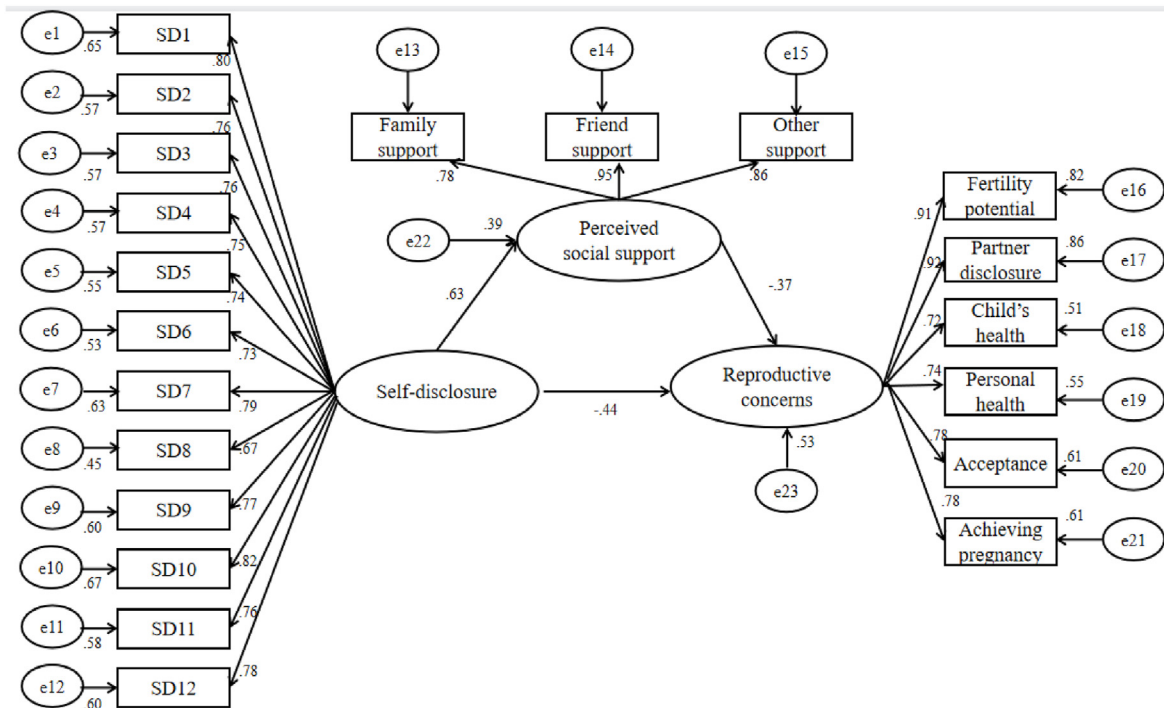 e1
.65
SD1
.80
e2
.57
SD2
.76
e3
.57
SD3
.76
e4
.57
SD4
.75
e5
.55
SD5
.74
e6
.53
SD6
.73
e7
.63
SD7
.79
e8
.45
SD8
.67
e9
.60
SD9
.77
e10
.67
SD10
.82
e11
.58
SD11
.76
e12
.60
SD12
.78
e13
e14
e15
Family
support
Friend
support
Other
support
.78
.95
.86
e22
.39
Perceived
social support
.63
-.37
Self-disclosure
-.44
Reproductive
concerns
.53
e23
.91
Fertility
potential
.82
e16
.92
Partner
disclosure
.86
e17
.72
Child's
health
.51
e18
.74
Personal
health
.55
e19
.78
Acceptance
.61
e20
.78
Achieving
pregnancy
.61
e21